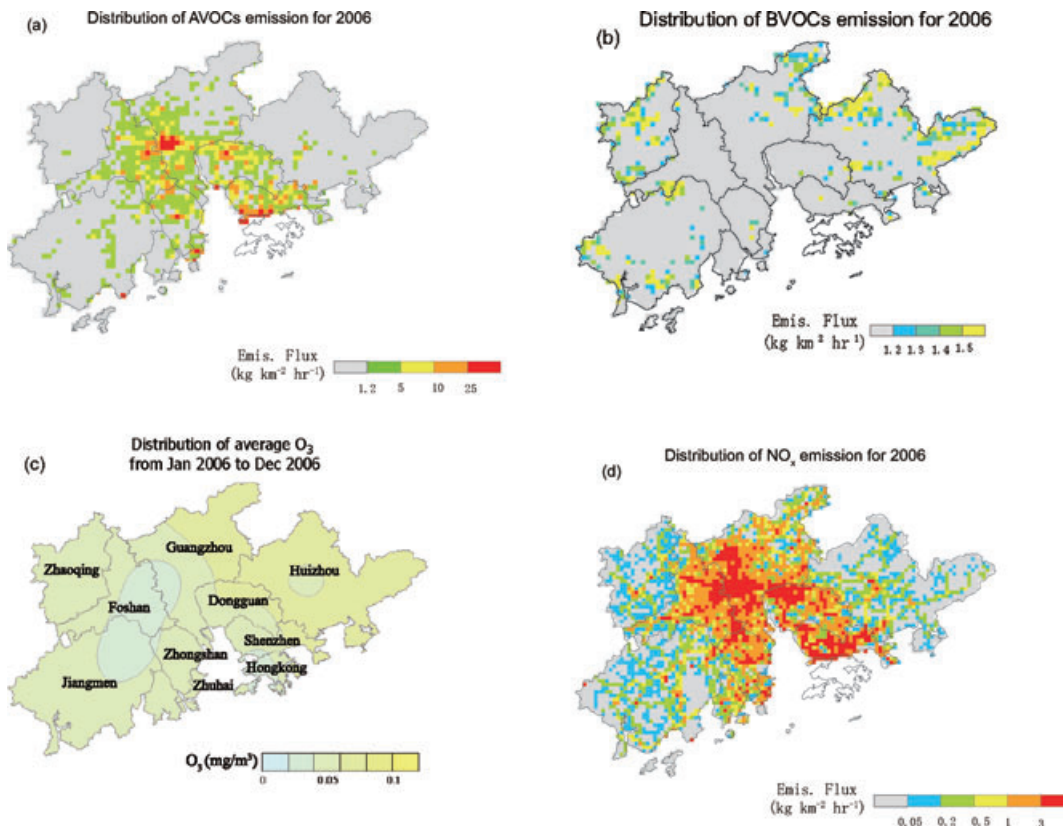 Distribution of AVOCs emission for 2006
(a)
Emis. Flux
(kg km⁻² hr⁻¹)
1.2 5 10 25
Distribution of BVOCs emission for 2006
(b)
Emis. Flux
(kg km² hr¹)
1.2 1.3 1.4 1.5
Distribution of average O₃
from Jan 2006 to Dec 2006
(c)
Guangzhou
Zhaoqing
Huizhou
Foshan
Dongguan
Shenzhen
Zhongshan
Hongkong
Jiangmen
Zhuhai
O₃ (mg/m³)
0 0.05 0.1
Distribution of NOₓ emission for 2006
(d)
Emis. Flux
(kg km⁻² hr⁻¹)
0.05 0.2 0.5 1 3